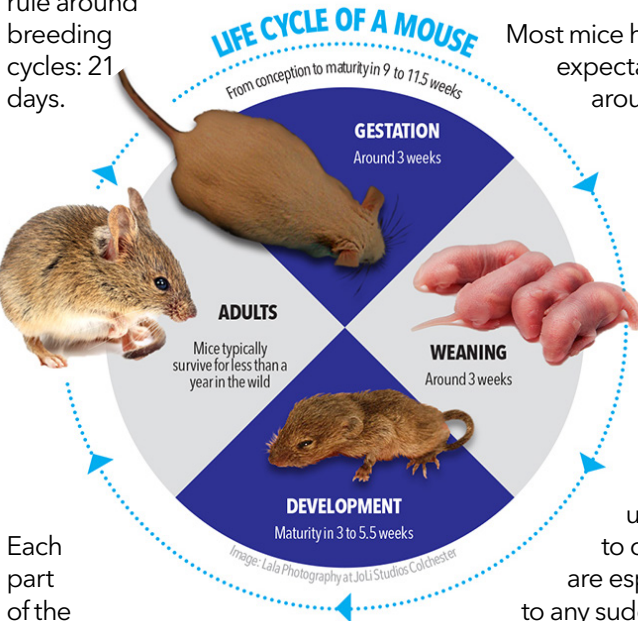 rule around
breeding
cycles: 21
days.
LIFE CYCLE OF A MOUSE
From conception to maturity in 9 to 11.5 weeks
Most mice h
expecta
arou
GESTATION
Around 3 weeks
ADULTS
Mice typically
survive for less than a
year in the wild
WEANING
Around 3 weeks
DEVELOPMENT
Maturity in 3 to 5.5 weeks
Image: Lala Photography at JoLi Studios Colchester
Each
part
of the
u
to c
are esp
to any sudd